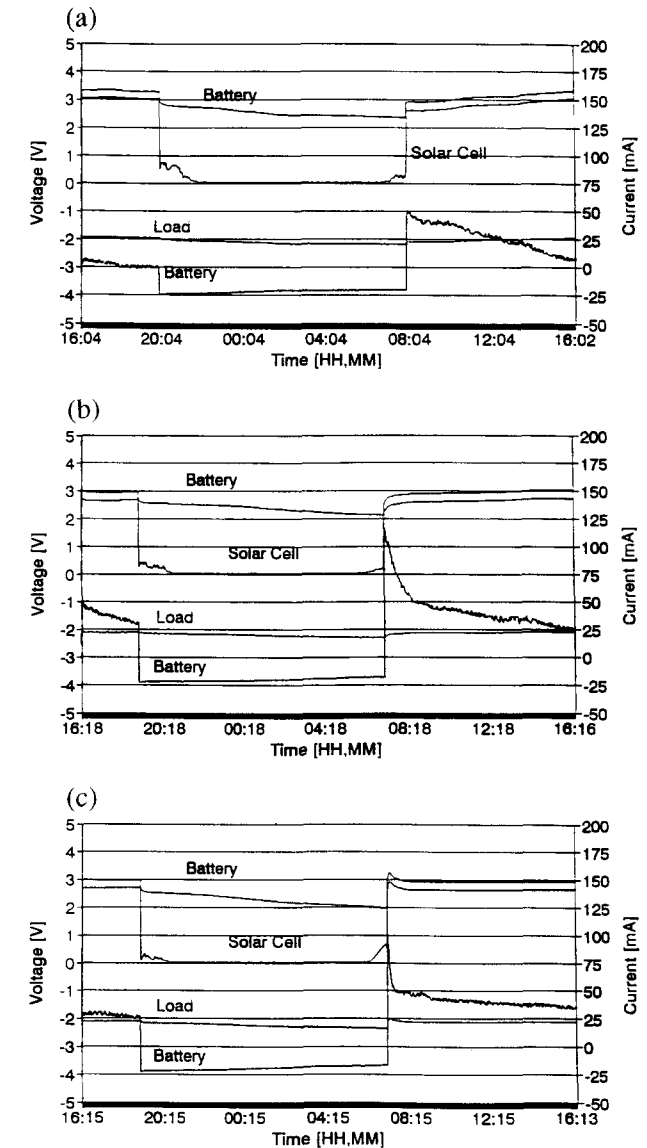 (a)
5
4
3
2
1
0
-1
-2
-3
-4
-5
Voltage [V]
200
175
150
125
100
75
50
25
0
-25
-50
Current [mA]
Battery
Solar Cell
Load
Battery
16:04 20:04 00:04 04:04 08:04 12:04 16:02
Time [HH,MM]
(b)
5
4
3
2
1
0
-1
-2
-3
-4
-5
Voltage [V]
200
175
150
125
100
75
50
25
0
-25
-50
Current [mA]
Battery
Solar Cell
Load
Battery
16:18 20:18 00:18 04:18 08:18 12:18 16:16
Time [HH,MM]
(c)
5
4
3
2
1
0
-1
-2
-3
-4
-5
Voltage [V]
200
175
150
125
100
75
50
25
0
-25
-50
Current [mA]
Battery
Solar Cell
Load
Battery
16:15 20:15 00:15 04:15 08:15 12:15 16:13
Time [HH,MM]